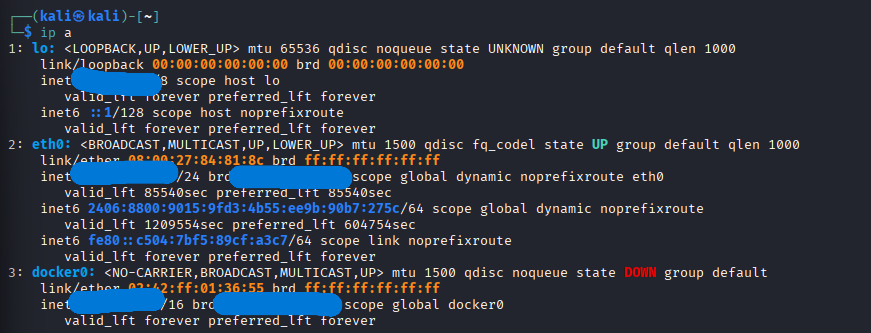 (kali㉿kali)-[~]
$ ip a
1: lo: <LOOPBACK,UP,LOWER_UP> mtu 65536 qdisc noqueue state UNKNOWN group default qlen 1000
link/loopback 00:00:00:00:00:00 brd 00:00:00:00:00:00
inet /8 scope host lo
valid_lft forever preferred_lft forever
inet6 ::1/128 scope host noprefixroute
valid_lft forever preferred_lft forever
2: eth0: <BROADCAST,MULTICAST,UP,LOWER_UP> mtu 1500 qdisc fq_codel state UP group default qlen 1000
link/ether 08:00:27:84:81:8c brd ff:ff:ff:ff:ff:ff
inet /24 brd scope global dynamic noprefixroute eth0
valid_lft 85540sec preferred_lft 85540sec
inet6 2406:8800:9015:9fd3:4b55:ee9b:90b7:275c/64 scope global dynamic noprefixroute
valid_lft 1209554sec preferred_lft 604754sec
inet6 fe80::c504:7bf5:89cf:a3c7/64 scope link noprefixroute
valid_lft forever preferred_lft forever
3: docker0: <NO-CARRIER,BROADCAST,MULTICAST,UP> mtu 1500 qdisc noqueue state DOWN group default
link/ether 02:42:ff:01:36:55 brd ff:ff:ff:ff:ff:ff
inet /16 brd scope global docker0
valid_lft forever preferred_lft forever